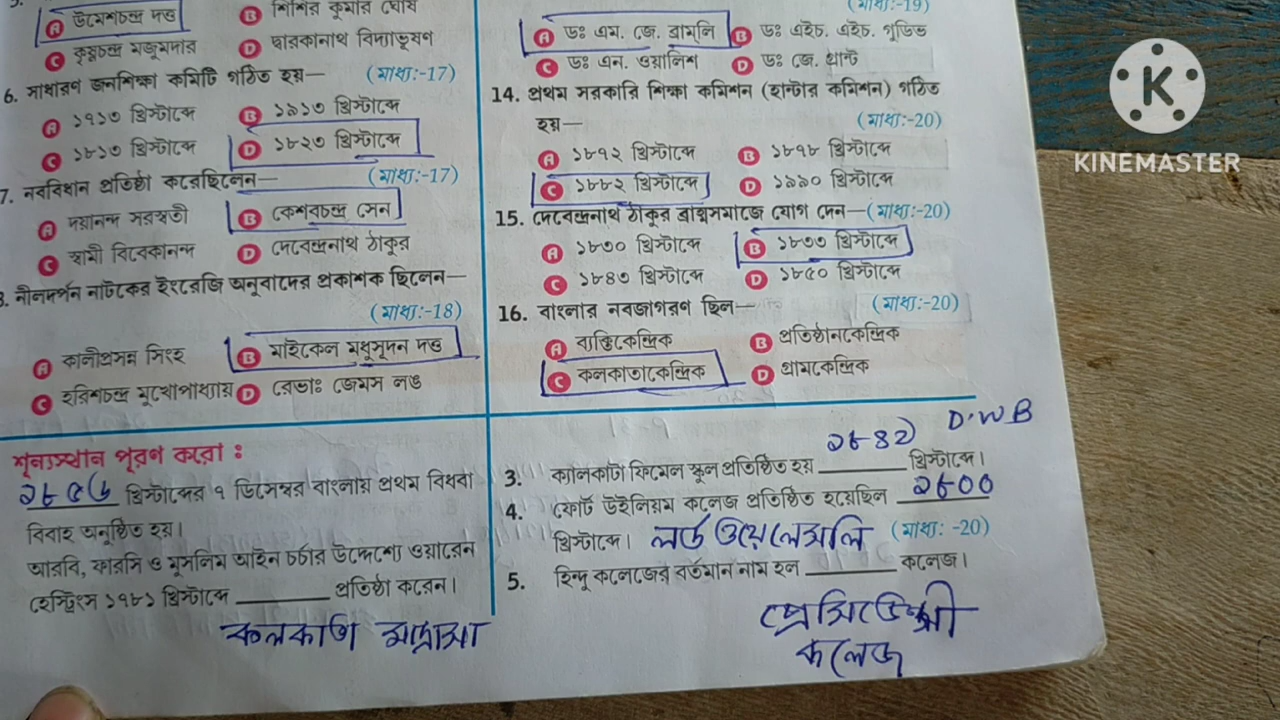 A উমেশচন্দ্র দত্ত B শিশির কুমার ঘোষ
C কৃষ্ণচন্দ্র মজুমদার D দ্বারকানাথ বিদ্যাভূষণ
6. সাধারণ জনশিক্ষা কমিটি গঠিত হয়— (মাধ্য:-17)
A ১৭১৩ খ্রিস্টাব্দে B ১৯১৩ খ্রিস্টাব্দে
C ১৮১৩ খ্রিস্টাব্দে D ১৮২৩ খ্রিস্টাব্দে
7. নববিধান প্রতিষ্ঠা করেছিলেন— (মাধ্য:-17)
A দয়ানন্দ সরস্বতী B কেশবচন্দ্র সেন
C স্বামী বিবেকানন্দ D দেবেন্দ্রনাথ ঠাকুর
নীলদর্পন নাটকের ইংরেজি অনুবাদের প্রকাশক ছিলেন—
(মাধ্য:-18)
A কালীপ্রসন্ন সিংহ B মাইকেল মধুসূদন দত্ত
C হরিশচন্দ্র মুখোপাধ্যায় D রেভাঃ জেমস লঙ
শূন্যস্থান পূরণ করো :
১৮৫৬ খ্রিস্টাব্দের ৭ ডিসেম্বর বাংলায় প্রথম বিধবা
বিবাহ অনুষ্ঠিত হয়।
আরবি, ফারসি ও মুসলিম আইন চর্চার উদ্দেশ্যে ওয়ারেন
হেস্টিংস ১৭৮১ খ্রিস্টাব্দে ________ প্রতিষ্ঠা করেন।
কলকাতা মাদ্রাসা
(মাধ্য:-19)
A ডঃ এম. জে. ব্রামলি B ডঃ এইচ. এইচ. গুডিভ
C ডঃ এন. ওয়ালিশ D ডঃ জে. গ্রান্ট
14. প্রথম সরকারি শিক্ষা কমিশন (হান্টার কমিশন) গঠিত
হয়— (মাধ্য:-20)
A ১৮৭২ খ্রিস্টাব্দে B ১৮৭৮ খ্রিস্টাব্দে
C ১৮৮২ খ্রিস্টাব্দে D ১৯৯০ খ্রিস্টাব্দে
15. দেবেন্দ্রনাথ ঠাকুর ব্রাহ্মসমাজে যোগ দেন—(মাধ্য:-20)
A ১৮৩০ খ্রিস্টাব্দে B ১৮৩৩ খ্রিস্টাব্দে
C ১৮৪৩ খ্রিস্টাব্দে D ১৮৫০ খ্রিস্টাব্দে
16. বাংলার নবজাগরণ ছিল— (মাধ্য:-20)
A ব্যক্তিকেন্দ্রিক B প্রতিষ্ঠানকেন্দ্রিক
C কলকাতাকেন্দ্রিক D গ্রামকেন্দ্রিক
১৮৪৯ D.W.B
3. ক্যালকাটা ফিমেল স্কুল প্রতিষ্ঠিত হয় ________ খ্রিস্টাব্দে।
4. ফোর্ট উইলিয়াম কলেজ প্রতিষ্ঠিত হয়েছিল ১৮০০
খ্রিস্টাব্দে। লর্ড ওয়েলেসলি (মাধ্য: -20)
5. হিন্দু কলেজের বর্তমান নাম হল ________ কলেজ।
প্রেসিডেন্সী
কলেজ
K
KINEMASTER